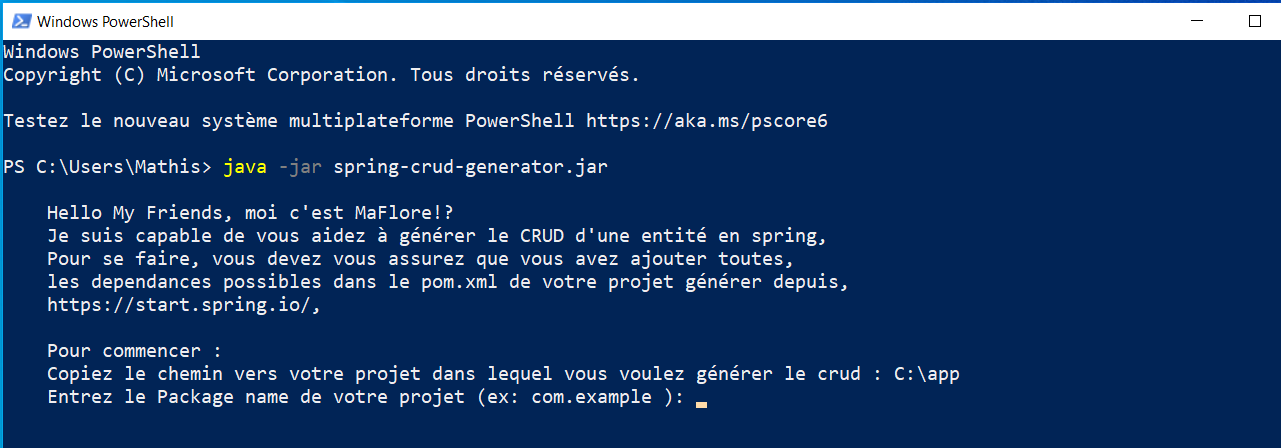 Windows PowerShell
Windows PowerShell
Copyright (C) Microsoft Corporation. Tous droits réservés.
Testez le nouveau système multiplateforme PowerShell https://aka.ms/pscore6
PS C:\Users\Mathis> java -jar spring-crud-generator.jar
Hello My Friends, moi c'est MaFlore!?
Je suis capable de vous aidez à générer le CRUD d'une entité en spring,
Pour se faire, vous devez vous assurez que vous avez ajouter toutes,
les dependances possibles dans le pom.xml de votre projet générer depuis,
https://start.spring.io/,
Pour commencer :
Copiez le chemin vers votre projet dans lequel vous voulez générer le crud : C:\app
Entrez le Package name de votre projet (ex: com.example ):